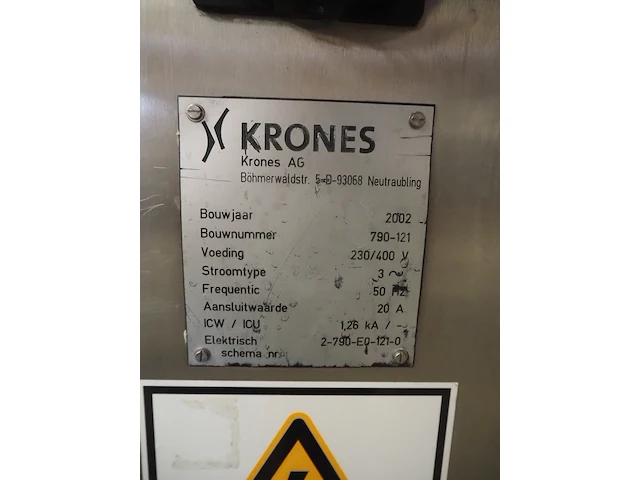 KRONES
Krones AG
Böhmerwaldstr. 5 D-93068 Neutraubling
Bouwjaar 2002
Bouwnummer 790-121
Voeding 230/400 V
Stroomtype 3 ~
Frequentic 50 Hz
Aansluitwaarde 20 A
ICW / ICU 1,26 kA / -
Elektrisch 2-790-E0-121-0
schema nr.